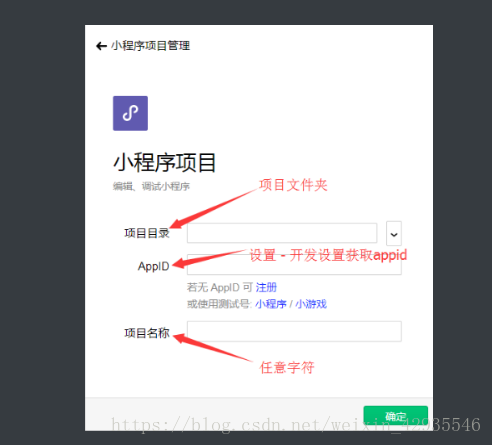 小程序项目管理
小程序项目
编辑、调试小程序
项目文件夹
项目目录
设置 - 开发设置获取appid
AppID
若无 AppID 可 注册
或使用测试号: 小程序 / 小游戏
项目名称
任意字符
确定
https://blog.csdn.net/weixin_42935546